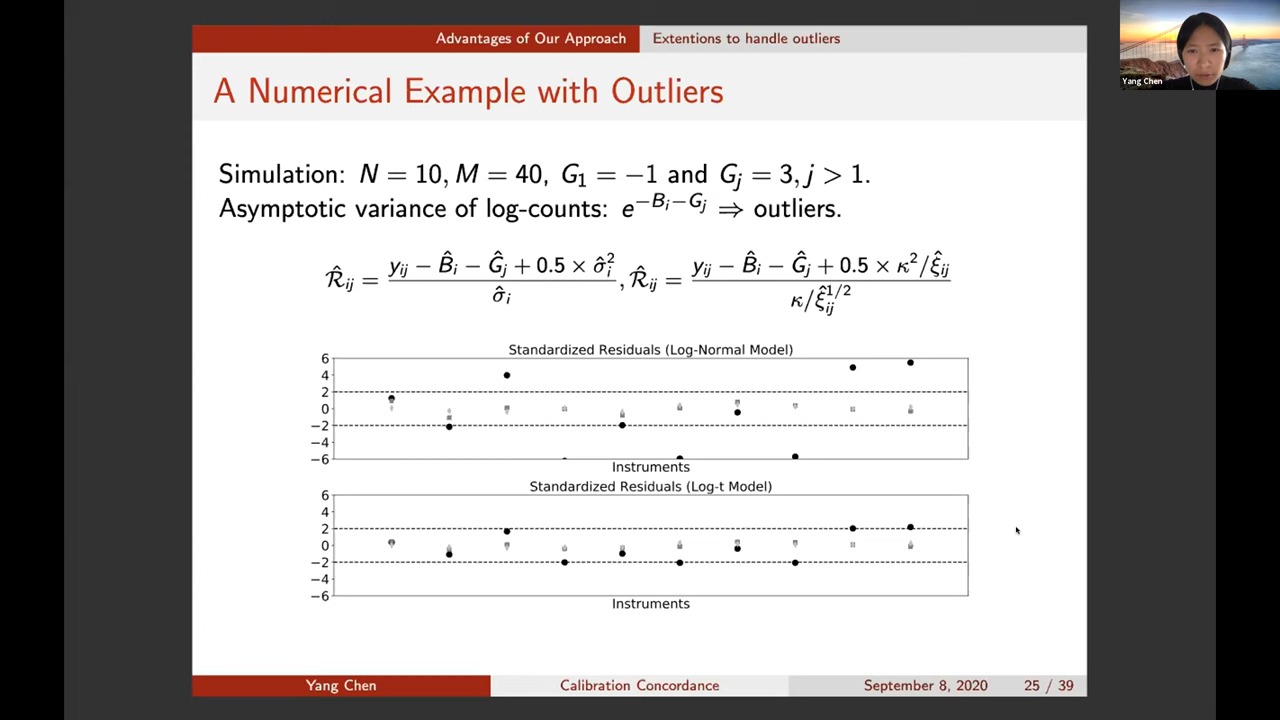 Advantages of Our Approach Extentions to handle outliers
Yang Chen
A Numerical Example with Outliers
Simulation: N = 10, M = 40, G₁ = −1 and Gⱼ = 3, j > 1.
Asymptotic variance of log-counts: e^{−Bᵢ−Gⱼ} ⇒ outliers.
R̂ᵢⱼ = (yᵢⱼ − B̂ᵢ − Ĝⱼ + 0.5 × σ̂ᵢ²) / σ̂ᵢ, R̂ᵢⱼ = (yᵢⱼ − B̂ᵢ − Ĝⱼ + 0.5 × κ²/ξ̂ᵢⱼ) / (κ/ξ̂ᵢⱼ^{1/2})
Standardized Residuals (Log-Normal Model)
6
4
2
0
−2
−4
−6
Instruments
Standardized Residuals (Log-t Model)
6
4
2
0
−2
−4
−6
Instruments
Yang Chen Calibration Concordance September 8, 2020 25 / 39